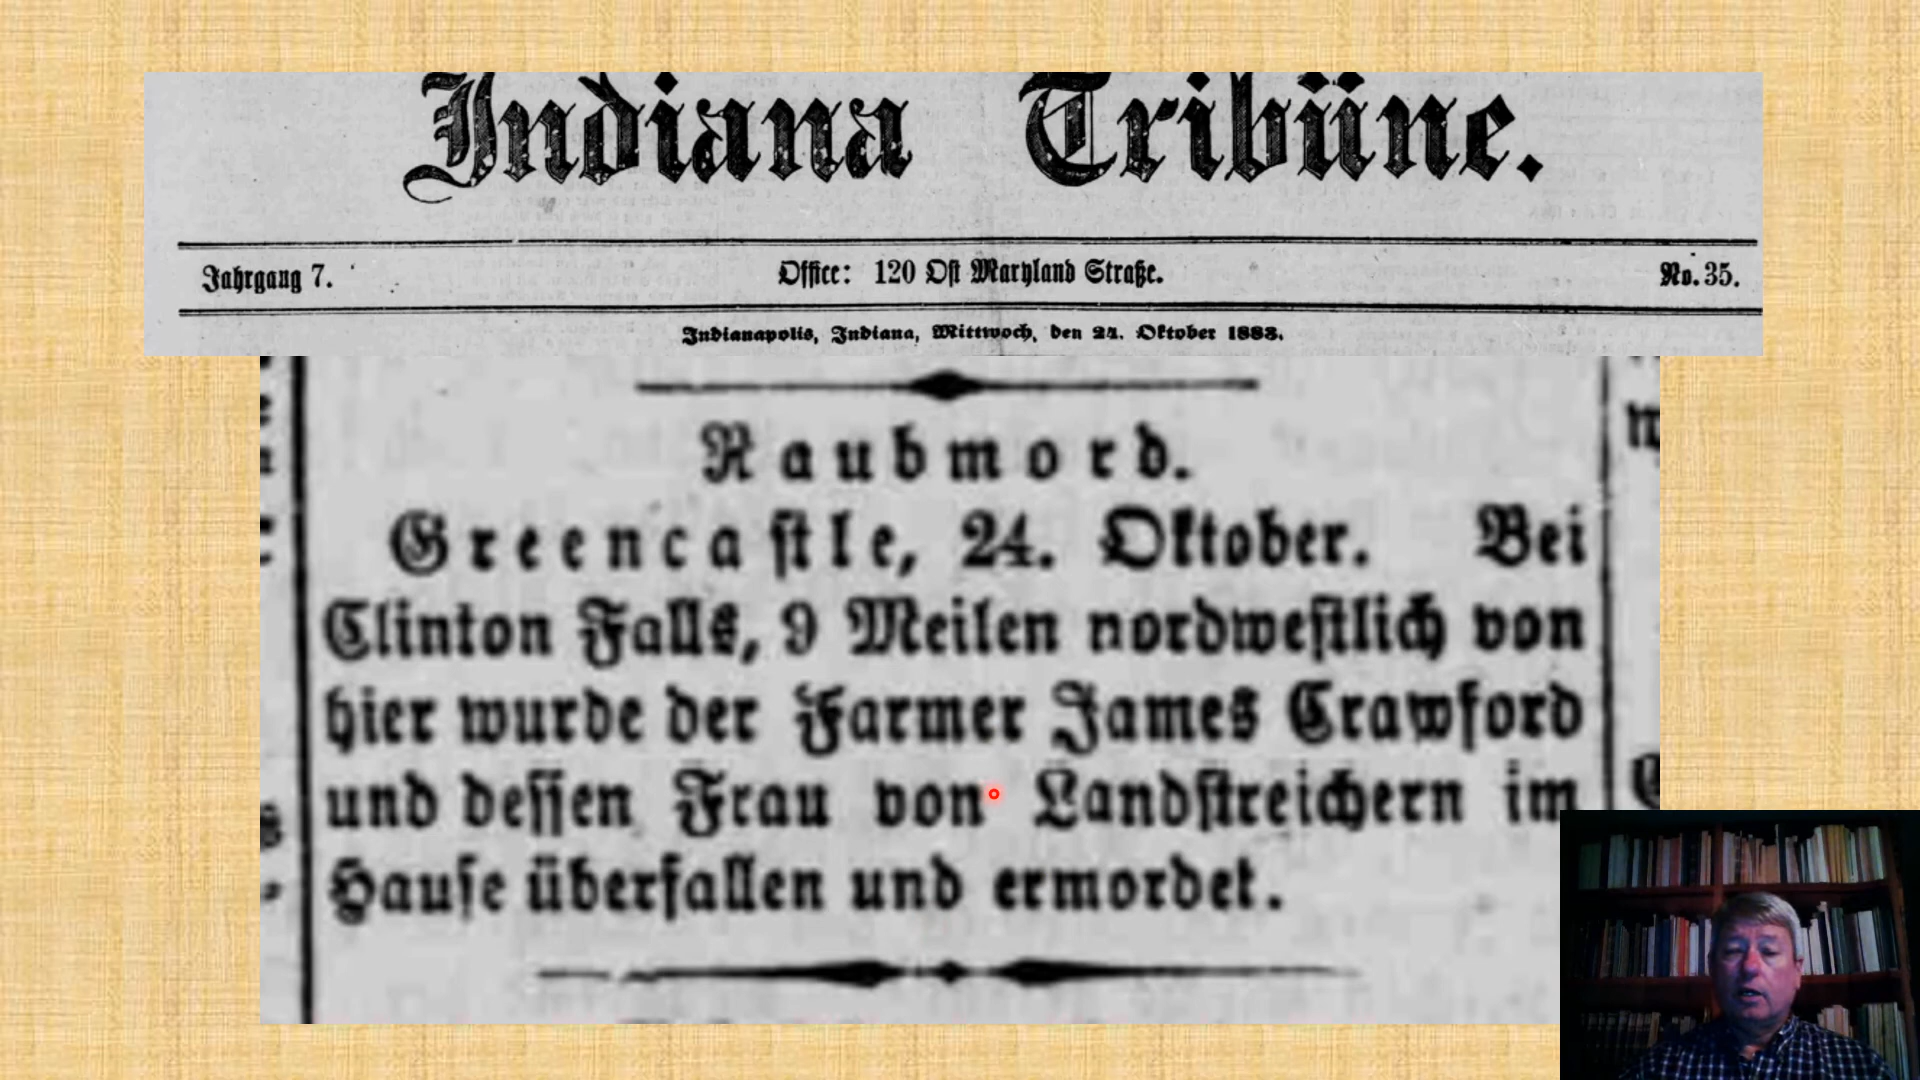 Indiana Tribüne.
Jahrgang 7. Office: 120 Ost Maryland Straße. No. 35.
Indianapolis, Indiana, Mittwoch, den 24. Oktober 1883.
Raubmord.
Greencastle, 24. Oktober. Bei
Clinton Falls, 9 Meilen nordwestlich von
hier wurde der Farmer James Crawford
und dessen Frau von Landstreichern im
Hause überfallen und ermordet.